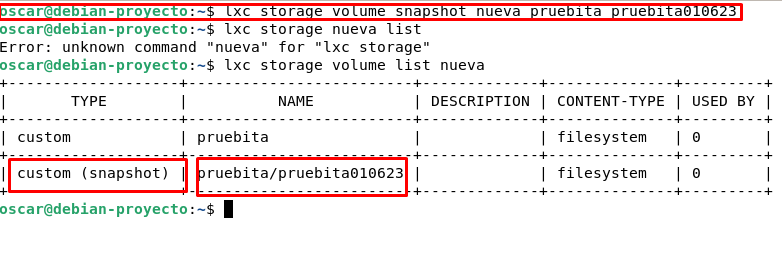 oscar@debian-proyecto:~$ lxc storage volume snapshot nueva pruebita pruebita010623
oscar@debian-proyecto:~$ lxc storage nueva list
Error: unknown command "nueva" for "lxc storage"
oscar@debian-proyecto:~$ lxc storage volume list nueva
+-------------------+-----------------------+-------------+--------------+---------+
|       TYPE        |         NAME          | DESCRIPTION | CONTENT-TYPE | USED BY |
+-------------------+-----------------------+-------------+--------------+---------+
| custom            | pruebita              |             | filesystem   | 0       |
+-------------------+-----------------------+-------------+--------------+---------+
| custom (snapshot) | pruebita/pruebita010623 |             | filesystem   | 0       |
+-------------------+-----------------------+-------------+--------------+---------+
oscar@debian-proyecto:~$